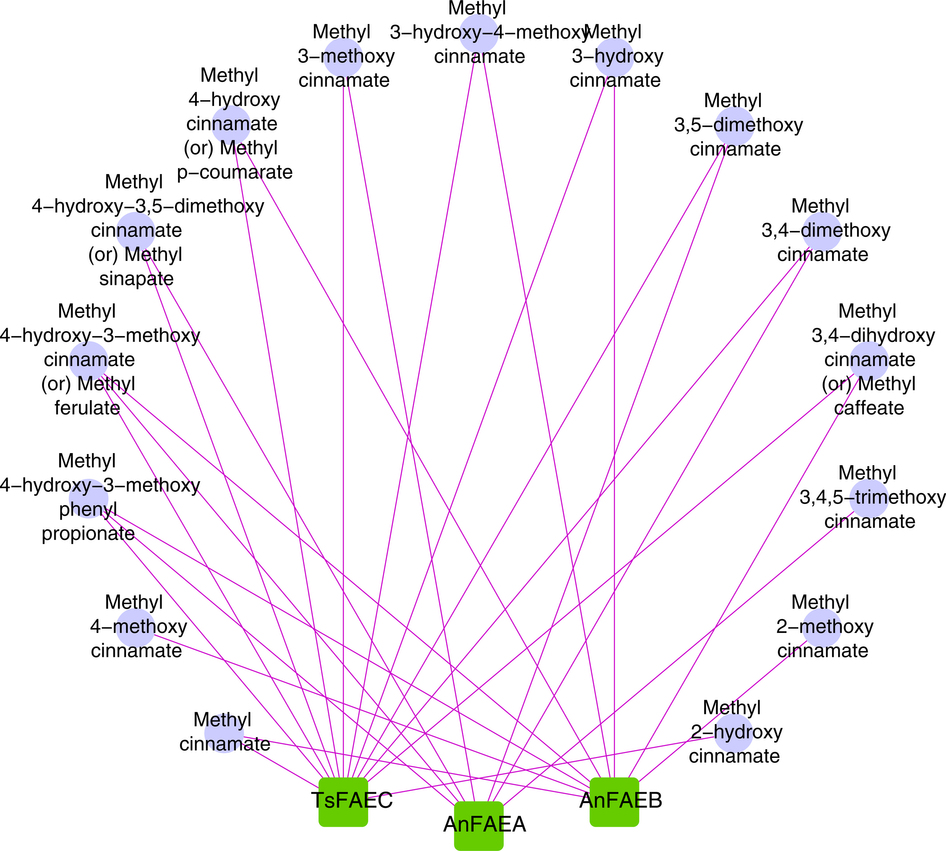 Methyl
3−hydroxy−4−methoxy
cinnamate
Methyl
3−methoxy
cinnamate
Methyl
3−hydroxy
cinnamate
Methyl
4−hydroxy
cinnamate
(or) Methyl
p−coumarate
Methyl
3,5−dimethoxy
cinnamate
Methyl
4−hydroxy−3,5−dimethoxy
cinnamate
(or) Methyl
sinapate
Methyl
3,4−dimethoxy
cinnamate
Methyl
4−hydroxy−3−methoxy
cinnamate
(or) Methyl
ferulate
Methyl
3,4−dihydroxy
cinnamate
(or) Methyl
caffeate
Methyl
4−hydroxy−3−methoxy
phenyl
propionate
Methyl
3,4,5−trimethoxy
cinnamate
Methyl
4−methoxy
cinnamate
Methyl
2−methoxy
cinnamate
Methyl
cinnamate
Methyl
2−hydroxy
cinnamate
TsFAEC
AnFAEA
AnFAEB